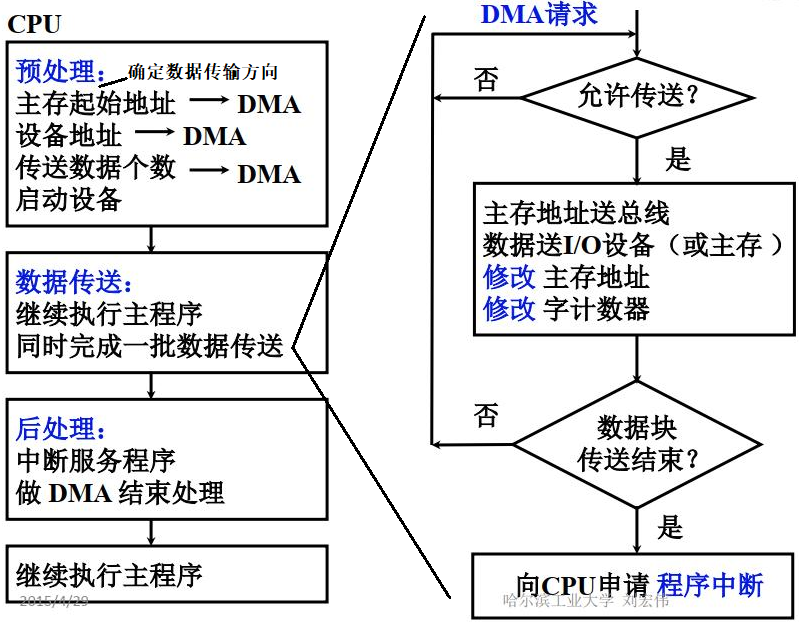 CPU
预处理：
确定数据传输方向
主存起始地址 → DMA
设备地址 → DMA
传送数据个数 → DMA
启动设备
数据传送：
继续执行主程序
同时完成一批数据传送
后处理：
中断服务程序
做 DMA 结束处理
继续执行主程序
2015/4/29
DMA请求
否
允许传送？
是
主存地址送总线
数据送I/O设备（或主存 ）
修改 主存地址
修改 字计数器
否
数据块
传送结束？
是
向CPU申请 程序中断
哈尔滨工业大学 刘宏伟